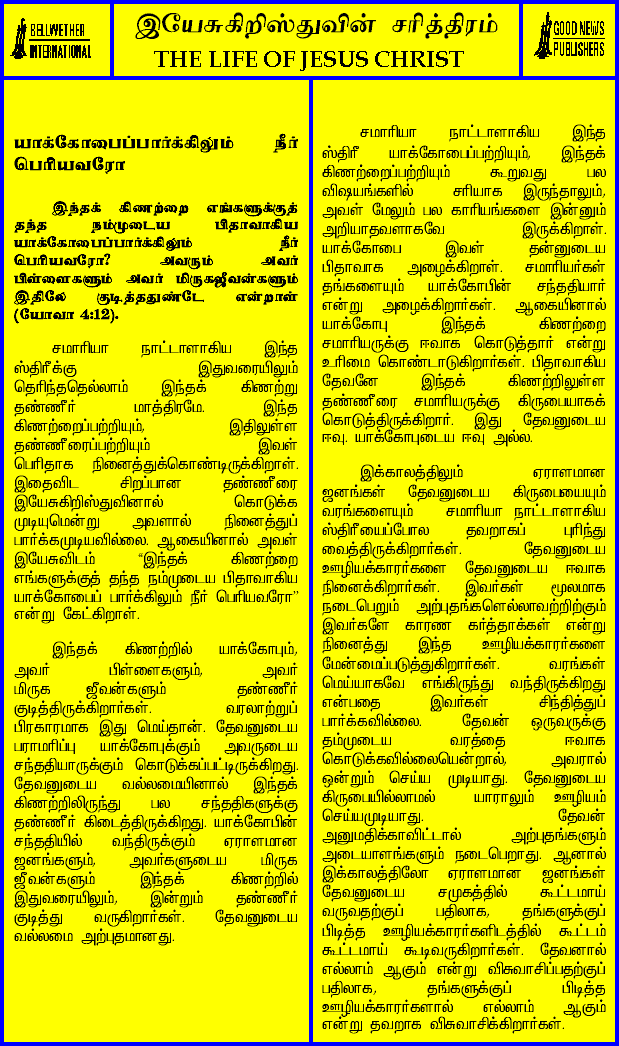 BELLWETHER
INTERNATIONAL
இயேசுகிறிஸ்துவின் சரித்திரம்
THE LIFE OF JESUS CHRIST
GOOD NEWS
PUBLISHERS
யாக்கோபைப்பார்க்கிலும் நீர்
பெரியவரோ
இந்தக் கிணற்றை எங்களுக்குத்
தந்த நம்முடைய பிதாவாகிய
யாக்கோபைப்பார்க்கிலும் நீர்
பெரியவரோ? அவரும் அவர்
பிள்ளைகளும் அவர் மிருகஜீவன்களும்
இதிலே குடித்ததுண்டே என்றாள்
(யோவா 4:12).
சமாரியா நாட்டாளாகிய இந்த
ஸ்திரீக்கு இதுவரையிலும்
தெரிந்ததெல்லாம் இந்தக் கிணற்று
தண்ணீர் மாத்திரமே. இந்த
கிணற்றைப்பற்றியும், இதிலுள்ள
தண்ணீரைப்பற்றியும் இவள்
பெரிதாக நினைத்துக்கொண்டிருக்கிறாள்.
இதைவிட சிறப்பான தண்ணீரை
இயேசுகிறிஸ்துவினால் கொடுக்க
முடியுமென்று அவளால் நினைத்துப்
பார்க்கமுடியவில்லை. ஆகையினால் அவள்
இயேசுவிடம் “இந்தக் கிணற்றை
எங்களுக்குத் தந்த நம்முடைய பிதாவாகிய
யாக்கோபைப் பார்க்கிலும் நீர் பெரியவரோ”
என்று கேட்கிறாள்.
இந்தக் கிணற்றில் யாக்கோபும்,
அவர் பிள்ளைகளும், அவர்
மிருக ஜீவன்களும் தண்ணீர்
குடித்திருக்கிறார்கள். வரலாற்றுப்
பிரகாரமாக இது மெய்தான். தேவனுடைய
பராமரிப்பு யாக்கோபுக்கும் அவருடைய
சந்ததியாருக்கும் கொடுக்கப்பட்டிருக்கிறது.
தேவனுடைய வல்லமையினால் இந்தக்
கிணற்றிலிருந்து பல சந்ததிகளுக்கு
தண்ணீர் கிடைத்திருக்கிறது. யாக்கோபின்
சந்ததியில் வந்திருக்கும் ஏராளமான
ஜனங்களும், அவர்களுடைய மிருக
ஜீவன்களும் இந்தக் கிணற்றில்
இதுவரையிலும், இன்றும் தண்ணீர்
குடித்து வருகிறார்கள். தேவனுடைய
வல்லமை அற்புதமானது.
சமாரியா நாட்டாளாகிய இந்த
ஸ்திரீ யாக்கோபைப்பற்றியும், இந்தக்
கிணற்றைப்பற்றியும் கூறுவது பல
விஷயங்களில் சரியாக இருந்தாலும்,
அவள் மேலும் பல காரியங்களை இன்னும்
அறியாதவளாகவே இருக்கிறாள்.
யாக்கோபை இவள் தன்னுடைய
பிதாவாக அழைக்கிறாள். சமாரியர்கள்
தங்களையும் யாக்கோபின் சந்ததியார்
என்று அழைக்கிறார்கள். ஆகையினால்
யாக்கோபு இந்தக் கிணற்றை
சமாரியருக்கு ஈவாக கொடுத்தார் என்று
உரிமை கொண்டாடுகிறார்கள். பிதாவாகிய
தேவனே இந்தக் கிணற்றிலுள்ள
தண்ணீரை சமாரியருக்கு கிருபையாகக்
கொடுத்திருக்கிறார். இது தேவனுடைய
ஈவு. யாக்கோபுடைய ஈவு அல்ல.
இக்காலத்திலும் ஏராளமான
ஜனங்கள் தேவனுடைய கிருபையையும்
வரங்களையும் சமாரியா நாட்டாளாகிய
ஸ்திரீயைப்போல தவறாகப் புரிந்து
வைத்திருக்கிறார்கள். தேவனுடைய
ஊழியக்காரர்களை தேவனுடைய ஈவாக
நினைக்கிறார்கள். இவர்கள் மூலமாக
நடைபெறும் அற்புதங்களெல்லாவற்றிற்கும்
இவர்களே காரண கர்த்தாக்கள் என்று
நினைத்து இந்த ஊழியக்காரர்களை
மேன்மைப்படுத்துகிறார்கள். வரங்கள்
மெய்யாகவே எங்கிருந்து வந்திருக்கிறது
என்பதை இவர்கள் சிந்தித்துப்
பார்க்கவில்லை. தேவன் ஒருவருக்கு
தம்முடைய வரத்தை ஈவாக
கொடுக்கவில்லையென்றால், அவரால்
ஒன்றும் செய்ய முடியாது. தேவனுடைய
கிருபையில்லாமல் யாராலும் ஊழியம்
செய்யமுடியாது. தேவன்
அனுமதிக்காவிட்டால் அற்புதங்களும்
அடையாளங்களும் நடைபெறாது. ஆனால்
இக்காலத்திலோ ஏராளமான ஜனங்கள்
தேவனுடைய சமுகத்தில் கூட்டமாய்
வருவதற்குப் பதிலாக, தங்களுக்குப்
பிடித்த ஊழியக்காரர்களிடத்தில் கூட்டம்
கூட்டமாய் கூடிவருகிறார்கள். தேவனால்
எல்லாம் ஆகும் என்று விசுவாசிப்பதற்குப்
பதிலாக, தங்களுக்குப் பிடித்த
ஊழியக்காரர்களால் எல்லாம் ஆகும்
என்று தவறாக விசுவாசிக்கிறார்கள்.